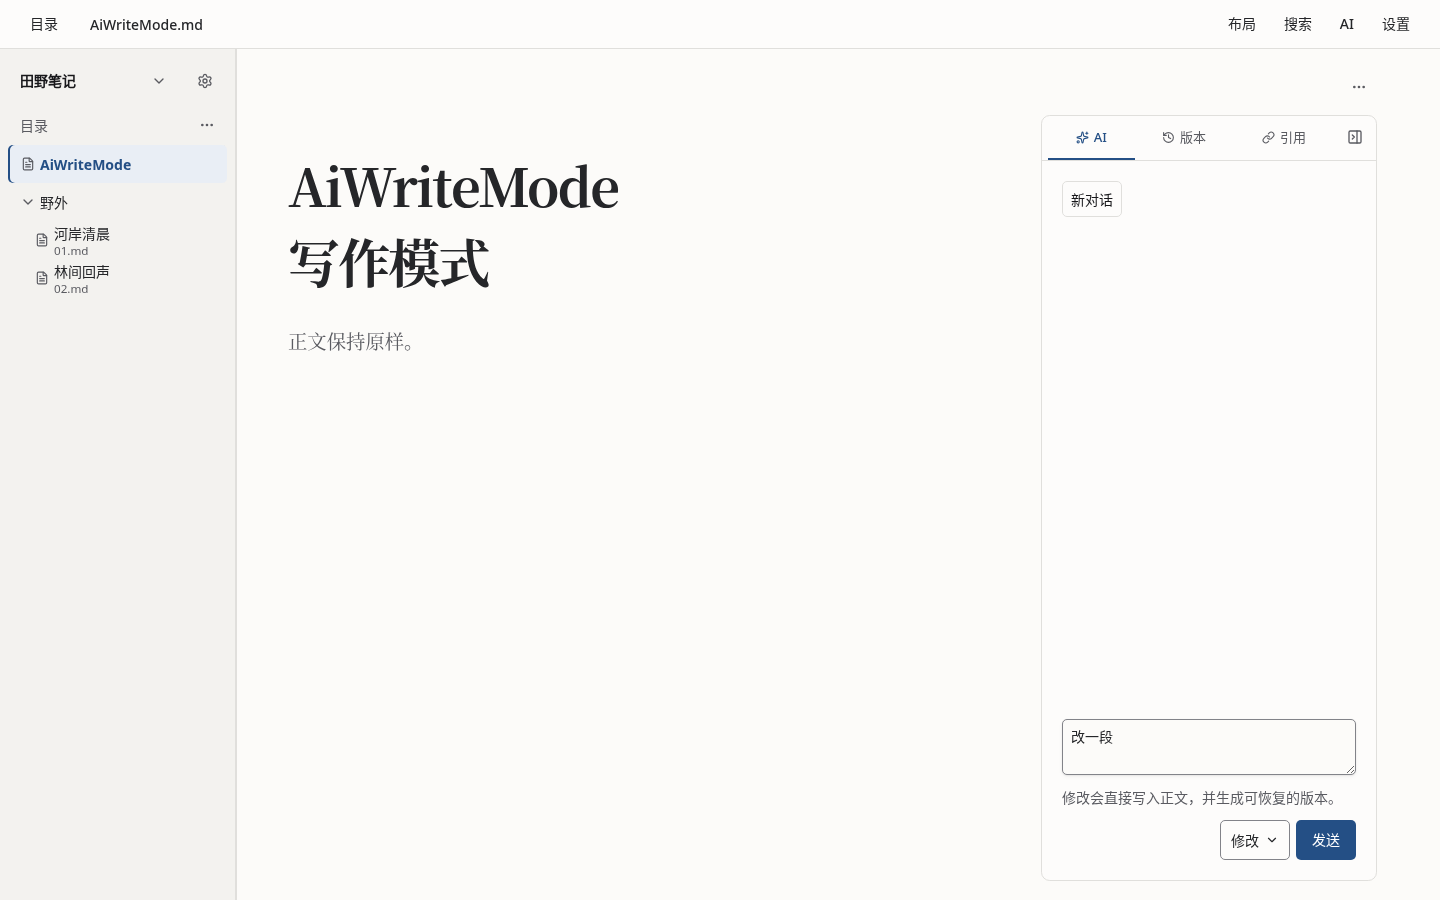 目录
AiWriteMode.md
布局
搜索
AI
设置
田野笔记
目录
AiWriteMode
野外
河岸清晨
01.md
林间回声
02.md
AiWriteMode
写作模式
正文保持原样。
AI
版本
引用
新对话
改一段
修改会直接写入正文，并生成可恢复的版本。
修改
发送